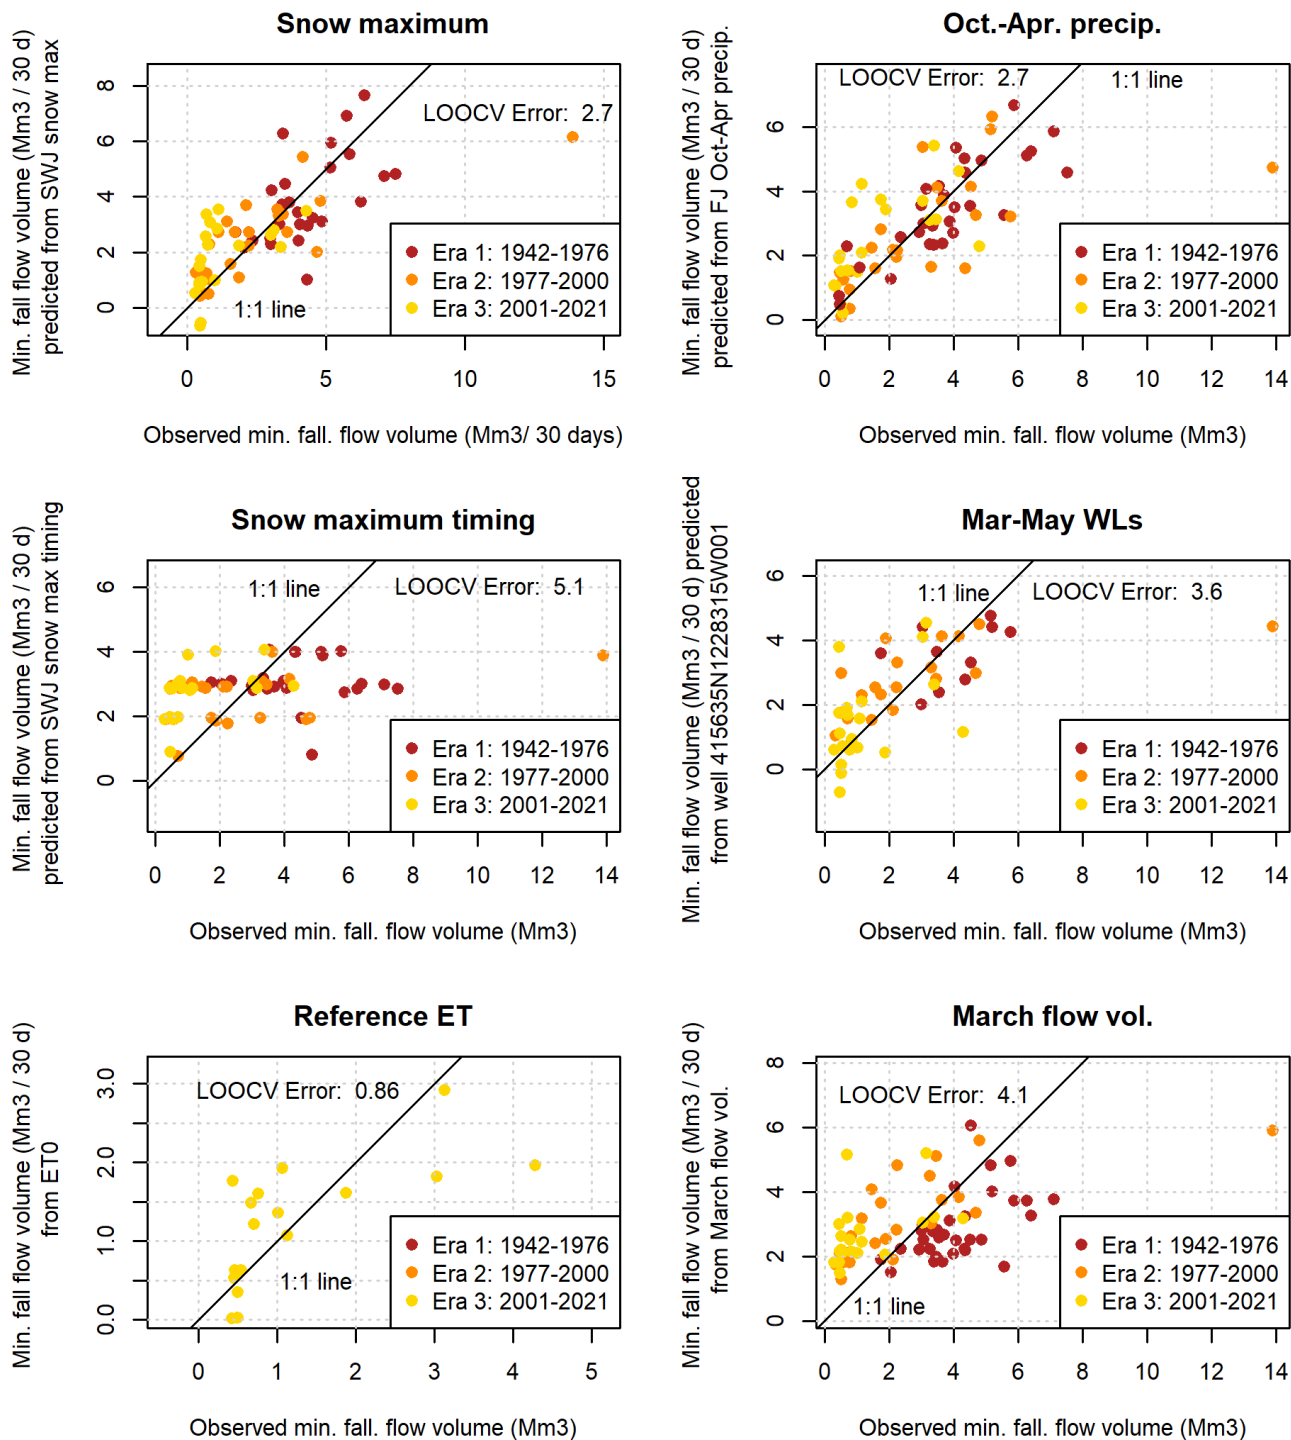 Snow maximum
Min. fall flow volume (Mm3 / 30 d)
predicted from SWJ snow max
8
6
4
2
0
LOOCV Error: 2.7
1:1 line
Era 1: 1942-1976
Era 2: 1977-2000
Era 3: 2001-2021
0 5 10 15
Observed min. fall. flow volume (Mm3/ 30 days)
Oct.-Apr. precip.
Min. fall flow volume (Mm3 / 30 d)
predicted from FJ Oct-Apr precip.
6
4
2
0
LOOCV Error: 2.7
1:1 line
Era 1: 1942-1976
Era 2: 1977-2000
Era 3: 2001-2021
0 2 4 6 8 10 12 14
Observed min. fall. flow volume (Mm3)
Snow maximum timing
Min. fall flow volume (Mm3 / 30 d)
predicted from SWJ snow max timing
6
4
2
0
1:1 line
LOOCV Error: 5.1
Era 1: 1942-1976
Era 2: 1977-2000
Era 3: 2001-2021
0 2 4 6 8 10 12 14
Observed min. fall. flow volume (Mm3)
Mar-May WLs
Min. fall flow volume (Mm3 / 30 d) predicted
from well 415635N1228315W001
6
4
2
0
1:1 line
LOOCV Error: 3.6
Era 1: 1942-1976
Era 2: 1977-2000
Era 3: 2001-2021
0 2 4 6 8 10 12 14
Observed min. fall. flow volume (Mm3)
Reference ET
Min. fall flow volume (Mm3 / 30 d)
from ET0
3.0
2.0
1.0
0.0
LOOCV Error: 0.86
1:1 line
Era 1: 1942-1976
Era 2: 1977-2000
Era 3: 2001-2021
0 1 2 3 4 5
Observed min. fall. flow volume (Mm3)
March flow vol.
Min. fall flow volume (Mm3 / 30 d)
from March flow vol.
8
6
4
2
0
LOOCV Error: 4.1
1:1 line
Era 1: 1942-1976
Era 2: 1977-2000
Era 3: 2001-2021
0 2 4 6 8 10 12 14
Observed min. fall. flow volume (Mm3)